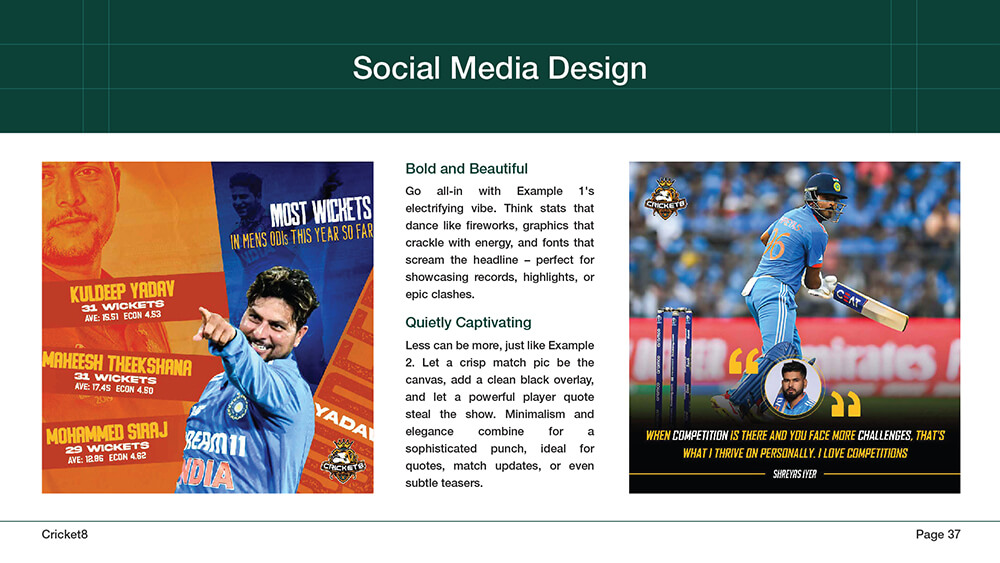 Social Media Design
MOST WICKETS
IN MENS ODIs THIS YEAR SO FAR
KULDEEP YADAV
31 WICKETS
AVE: 15.51 ECON 4.53
MAHEESH THEEKSHANA
31 WICKETS
AVE: 17.45 ECON 4.50
MOHAMMED SIRAJ
29 WICKETS
AVE: 12.86 ECON 4.62
DREAM11
INDIA
YADAV
CRICKET8
Bold and Beautiful
Go all-in with Example 1's
electrifying vibe. Think stats that
dance like fireworks, graphics that
crackle with energy, and fonts that
scream the headline – perfect for
showcasing records, highlights, or
epic clashes.
Quietly Captivating
Less can be more, just like Example
2. Let a crisp match pic be the
canvas, add a clean black overlay,
and let a powerful player quote
steal the show. Minimalism and
elegance combine for a
sophisticated punch, ideal for
quotes, match updates, or even
subtle teasers.
CRICKET8
CEAT
Emirates
WHEN COMPETITION IS THERE AND YOU FACE MORE CHALLENGES, THAT'S
WHAT I THRIVE ON PERSONALLY. I LOVE COMPETITIONS
SHREYAS IYER
Cricket8
Page 37